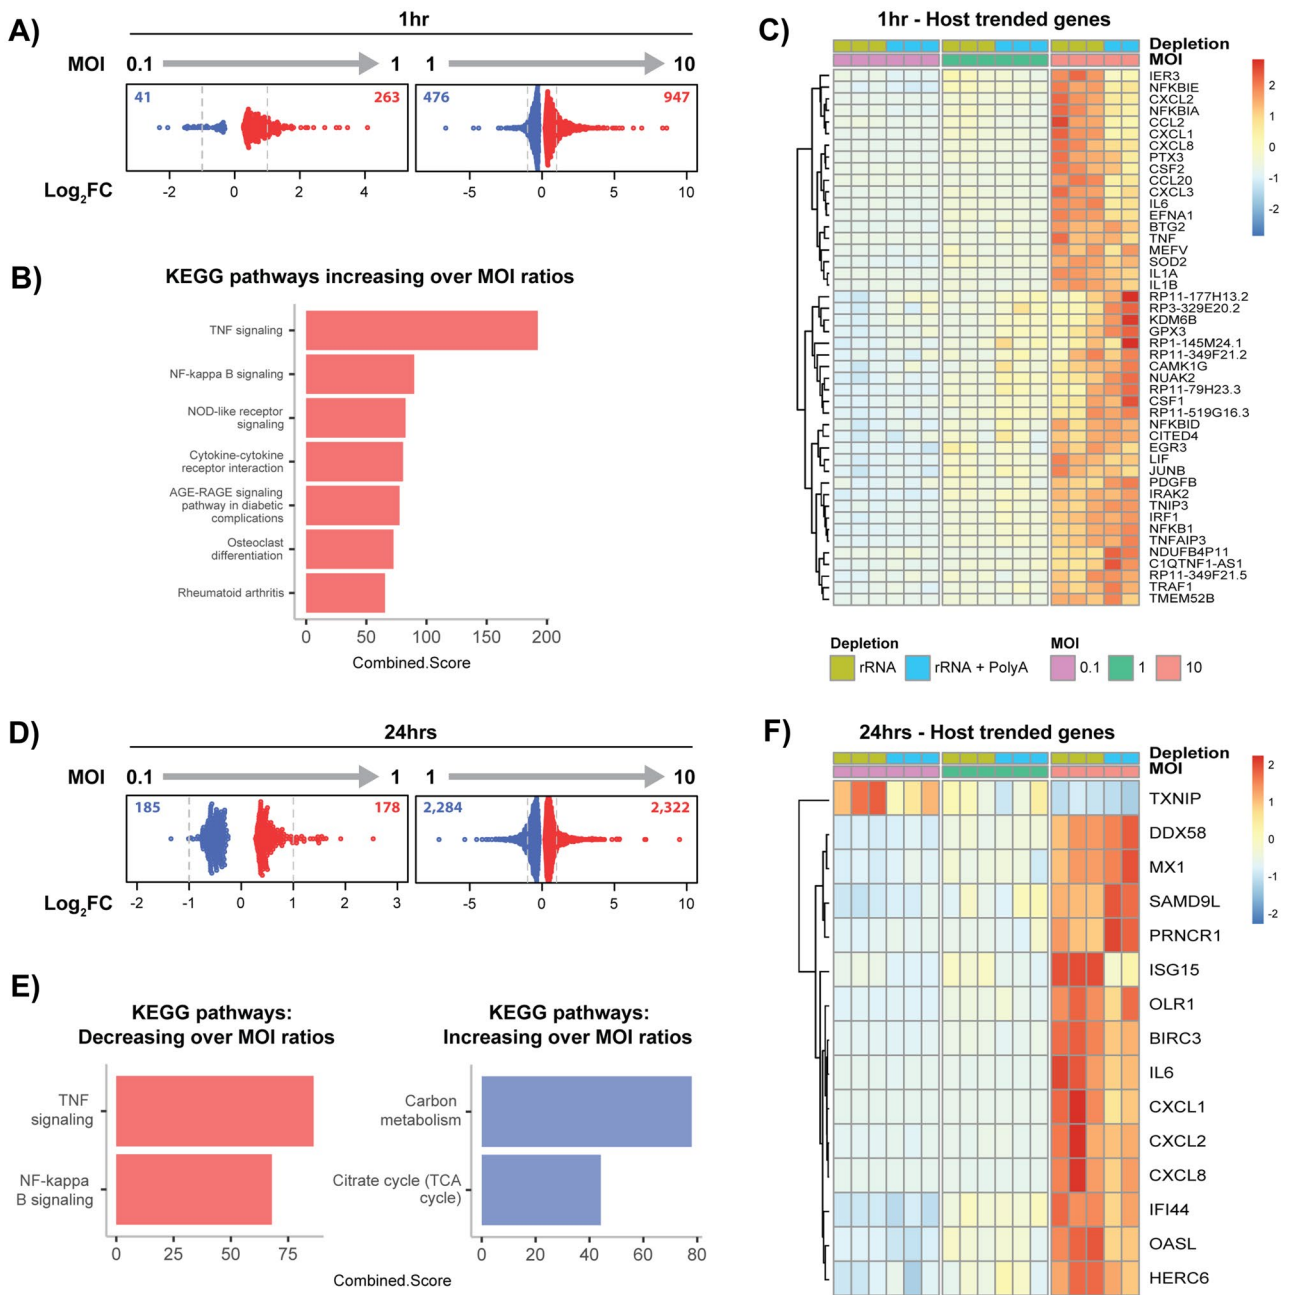 A)
1hr
MOI 0.1 1 1 10
41 263 476 947
-2 0 2 4 -5 0 5 10
Log2FC
B)
KEGG pathways increasing over MOI ratios
TNF signaling
NF-kappa B signaling
NOD-like receptor
signaling
Cytokine-cytokine
receptor interaction
AGE-RAGE signaling
pathway in diabetic
complications
Osteoclast
differentiation
Rheumatoid arthritis
0 50 100 150 200
Combined.Score
C)
1hr - Host trended genes
Depletion
MOI
IER3
NFKBIE
CXCL2
NFKBIA
CCL2
CXCL1
CXCL8
PTX3
CSF2
CCL20
CXCL3
IL6
EFNA1
BTG2
TNF
MEFV
SOD2
IL1A
IL1B
RP11-177H13.2
RP3-329E20.2
KDM6B
GPX3
RP1-145M24.1
RP11-349F21.2
CAMK1G
NUAK2
RP11-79H23.3
CSF1
RP11-519G16.3
NFKBID
CITED4
EGR3
LIF
JUNB
PDGFB
IRAK2
TNIP3
IRF1
NFKB1
TNFAIP3
NDUFB4P11
C1QTNF1-AS1
RP11-349F21.5
TRAF1
TMEM52B
2
1
0
-1
-2
Depletion MOI
rRNA rRNA + PolyA 0.1 1 10
D)
24hrs
MOI 0.1 1 1 10
185 178 2,284 2,322
-2 -1 0 1 2 3 -5 0 5 10
Log2FC
E)
KEGG pathways:
Decreasing over MOI ratios
TNF
signaling
NF-kappa
B signaling
0 25 50 75
KEGG pathways:
Increasing over MOI ratios
Carbon
metabolism
Citrate cycle (TCA
cycle)
0 20 40 60 80
Combined.Score
F)
24hrs - Host trended genes
Depletion
MOI
TXNIP
DDX58
MX1
SAMD9L
PRNCR1
ISG15
OLR1
BIRC3
IL6
CXCL1
CXCL2
CXCL8
IFI44
OASL
HERC6
2
1
0
-1
-2